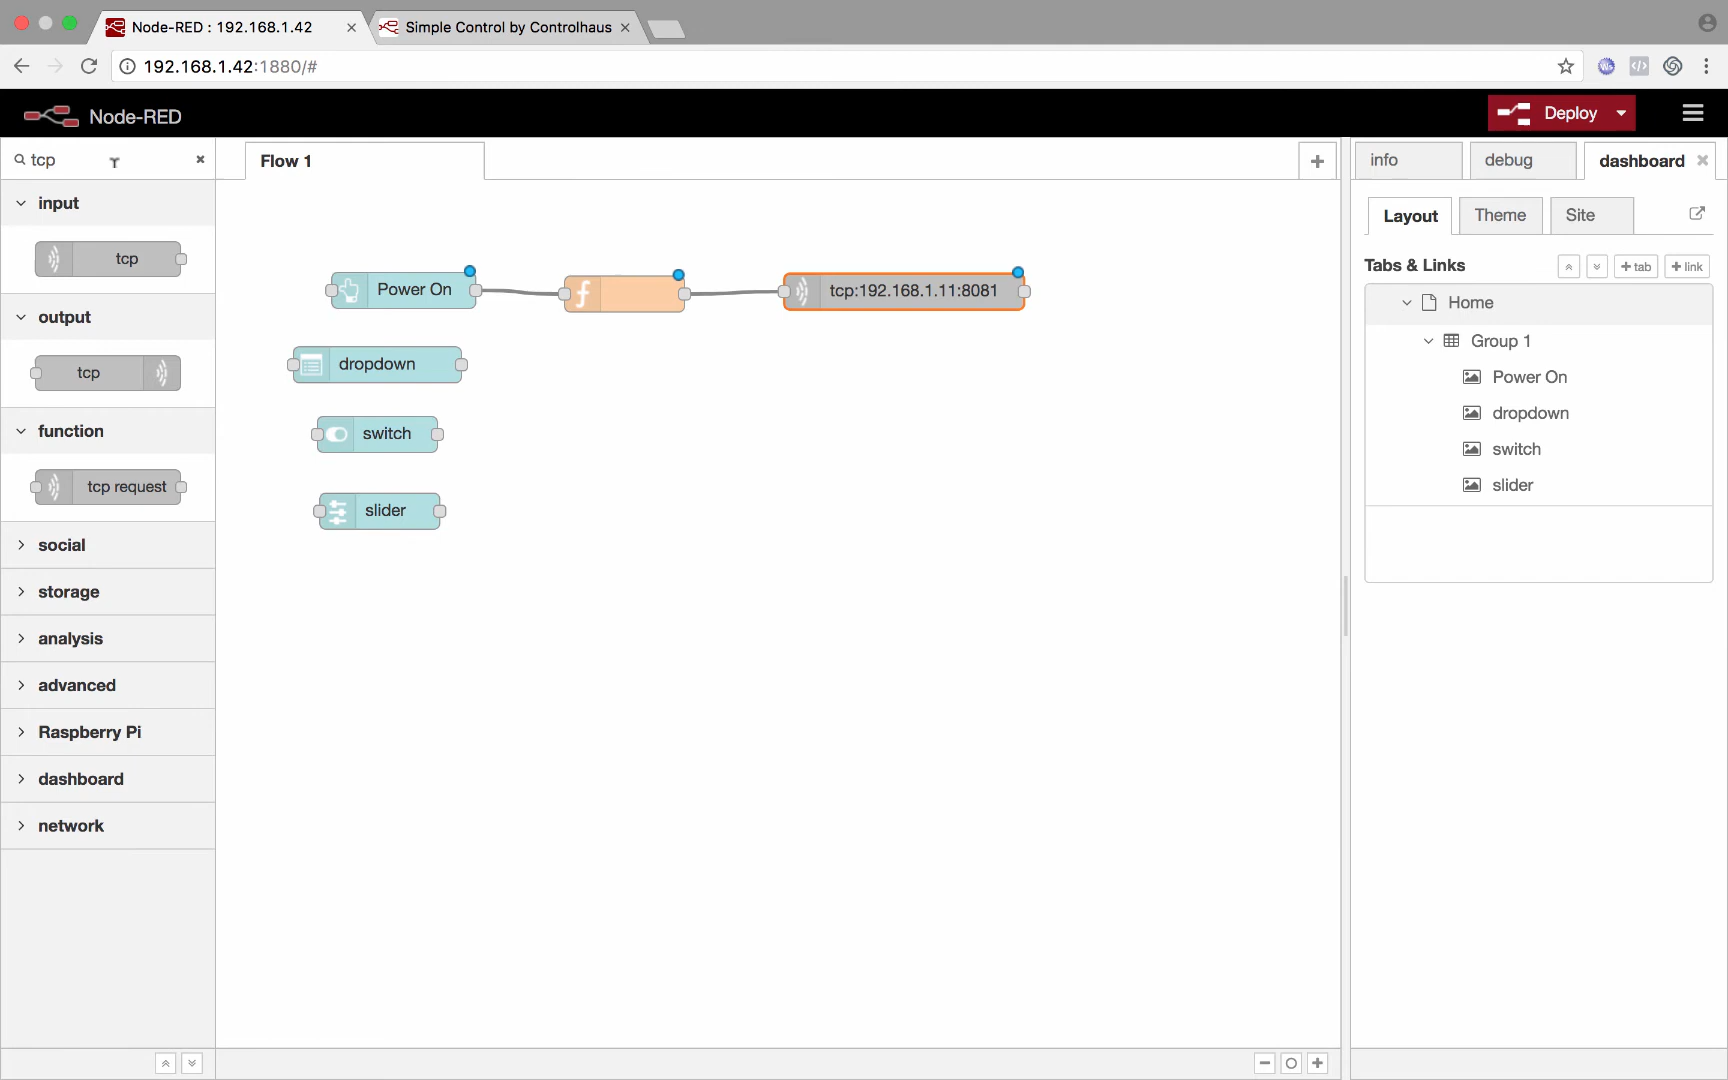 Node-RED : 192.168.1.42
Simple Control by Controlhaus
192.168.1.42:1880/#
Node-RED
Deploy
tcp
Flow 1
info
debug
dashboard
input
tcp
output
tcp
function
tcp request
social
storage
analysis
advanced
Raspberry Pi
dashboard
network
Power On
f
tcp:192.168.1.11:8081
dropdown
switch
slider
Layout
Theme
Site
Tabs & Links
+ tab
+ link
Home
Group 1
Power On
dropdown
switch
slider